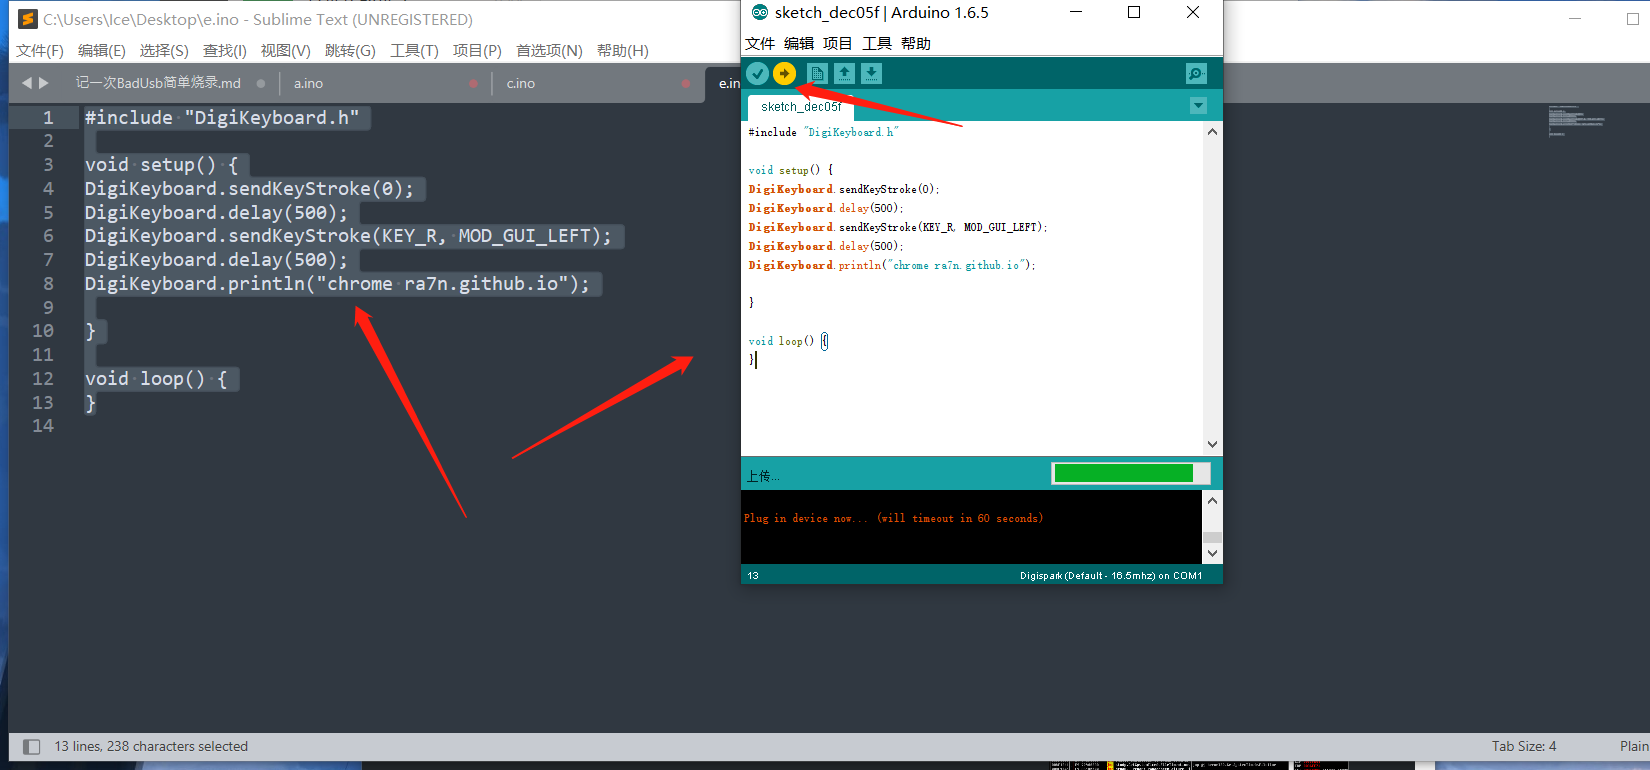 C:\Users\Ice\Desktop\e.ino - Sublime Text (UNREGISTERED)
文件(F) 编辑(E) 选择(S) 查找(I) 视图(V) 跳转(G) 工具(T) 项目(P) 首选项(N) 帮助(H)
记一次BadUsb简单烧录.md a.ino c.ino e.in
1 #include "DigiKeyboard.h"
2
3 void setup() {
4 DigiKeyboard.sendKeyStroke(0);
5 DigiKeyboard.delay(500);
6 DigiKeyboard.sendKeyStroke(KEY_R, MOD_GUI_LEFT);
7 DigiKeyboard.delay(500);
8 DigiKeyboard.println("chrome ra7n.github.io");
9
10 }
11
12 void loop() {
13 }
14
13 lines, 238 characters selected
Tab Size: 4
Plain
sketch_dec05f | Arduino 1.6.5
文件 编辑 项目 工具 帮助
sketch_dec05f
#include "DigiKeyboard.h"
void setup() {
DigiKeyboard.sendKeyStroke(0);
DigiKeyboard.delay(500);
DigiKeyboard.sendKeyStroke(KEY_R, MOD_GUI_LEFT);
DigiKeyboard.delay(500);
DigiKeyboard.println("chrome ra7n.github.io");
}
void loop() {
}
上传...
Plug in device now... (will timeout in 60 seconds)
13
Digispark (Default - 16.5mhz) on COM1